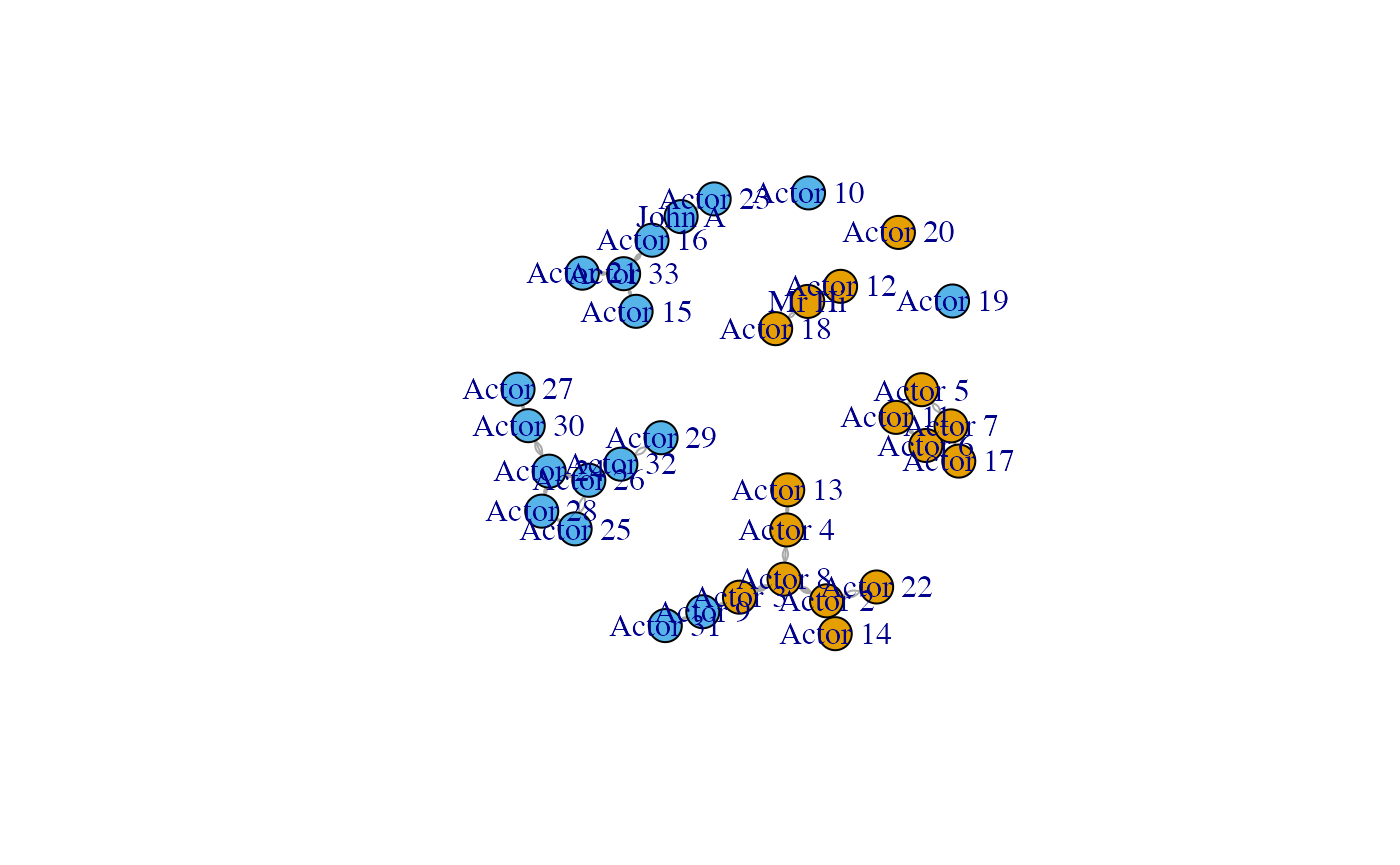 Actor 23
Actor 10
John A
Actor 20
Actor 16
Actor 21
Actor 33
Actor 12
Mr Hi
Actor 19
Actor 15
Actor 18
Actor 27
Actor 5
Actor 11
Actor 7
Actor 30
Actor 29
Actor 6
Actor 17
Actor 32
Actor 24
Actor 26
Actor 13
Actor 28
Actor 25
Actor 4
Actor 8
Actor 22
Actor 3
Actor 2
Actor 9
Actor 31
Actor 14